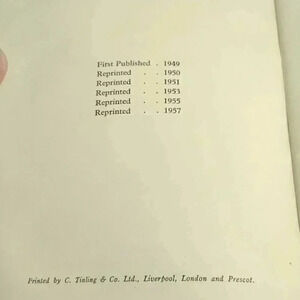 First Published . 1949
Reprinted . . 1950
Reprinted . . 1951
Reprinted . . 1953
Reprinted . . 1955
Reprinted . . 1957
Printed by C. Tinling & Co. Ltd., Liverpool, London and Prescot.